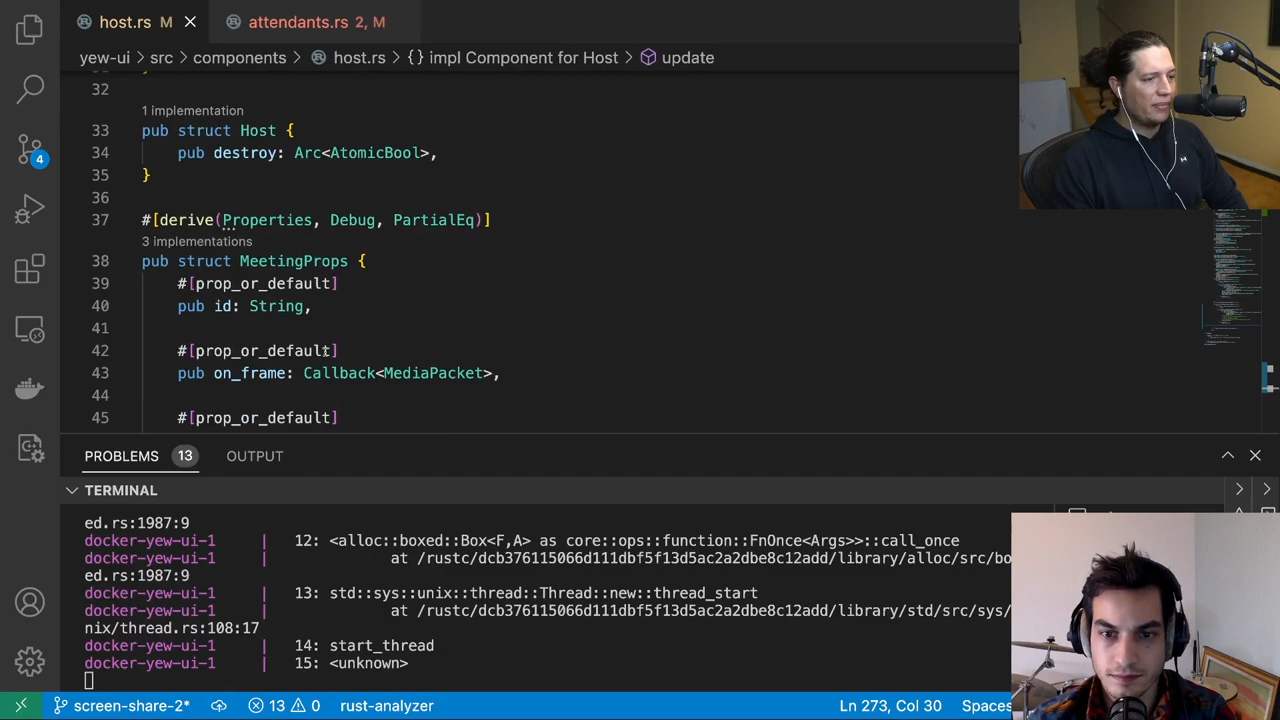 host.rs M
attendants.rs 2, M
yew-ui > src > components > host.rs > {} impl Component for Host > update
32
1 implementation
33 pub struct Host {
34 pub destroy: Arc<AtomicBool>,
35 }
36
37 #[derive(Properties, Debug, PartialEq)]
3 implementations
38 pub struct MeetingProps {
39 #[prop_or_default]
40 pub id: String,
41
42 #[prop_or_default]
43 pub on_frame: Callback<MediaPacket>,
44
45 #[prop_or_default]
4
PROBLEMS 13 OUTPUT
TERMINAL
ed.rs:1987:9
docker-yew-ui-1 | 12: <alloc::boxed::Box<F,A> as core::ops::function::FnOnce<Args>>::call_once
docker-yew-ui-1 | at /rustc/dcb376115066d111dbf5f13d5ac2a2dbe8c12add/library/alloc/src/bo
ed.rs:1987:9
docker-yew-ui-1 | 13: std::sys::unix::thread::Thread::new::thread_start
docker-yew-ui-1 | at /rustc/dcb376115066d111dbf5f13d5ac2a2dbe8c12add/library/std/src/sys/
nix/thread.rs:108:17
docker-yew-ui-1 | 14: start_thread
docker-yew-ui-1 | 15: <unknown>
screen-share-2* 13 0 rust-analyzer Ln 273, Col 30 Spaces